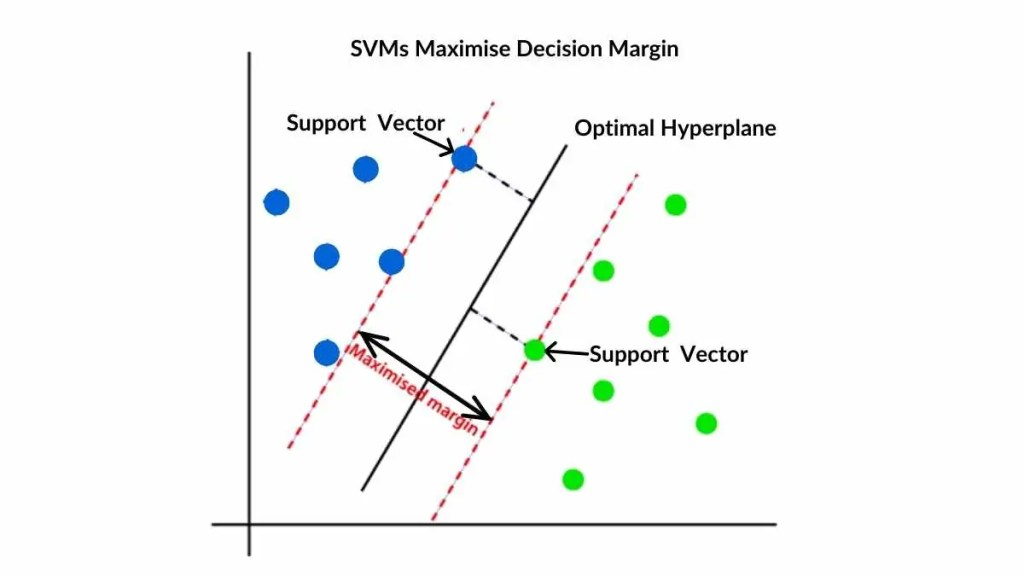 SVMs Maximise Decision Margin
Support Vector
Optimal Hyperplane
Support Vector
Maximised margin